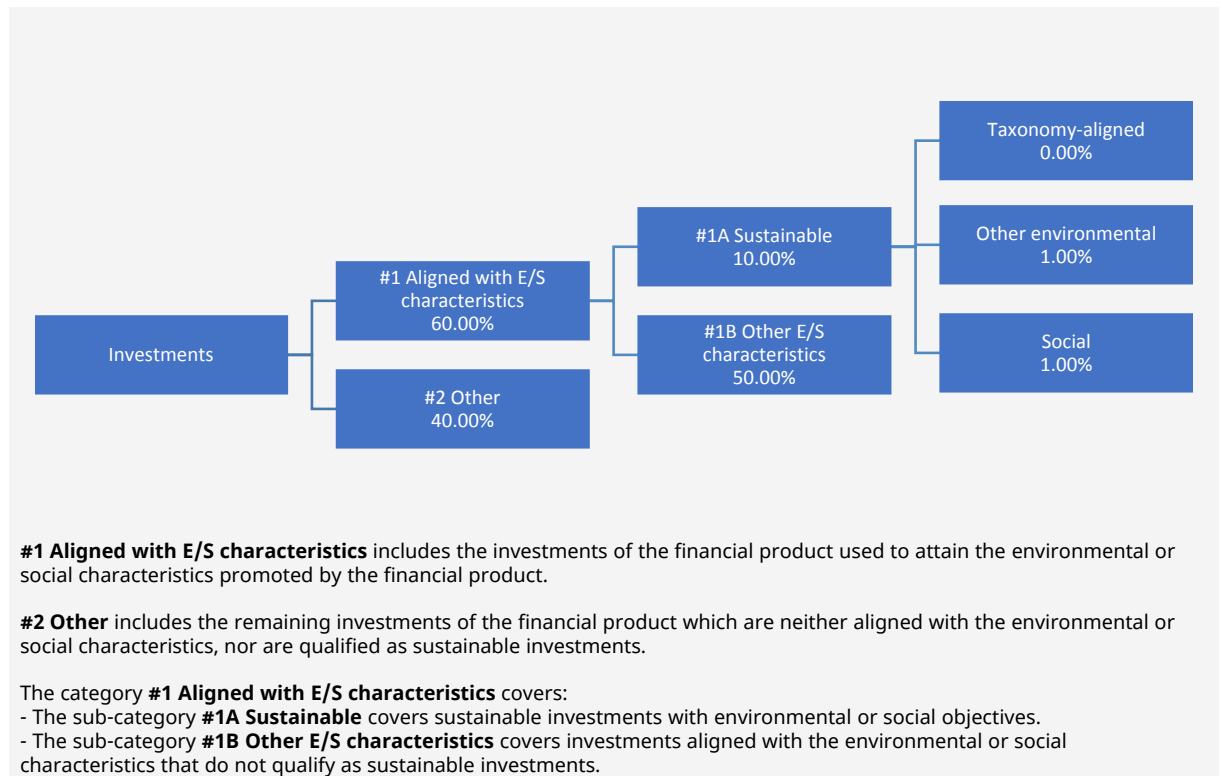 Investments
#1 Aligned with E/S
characteristics
60.00%
#2 Other
40.00%
#1A Sustainable
10.00%
#1B Other E/S
characteristics
50.00%
Taxonomy-aligned
0.00%
Other environmental
1.00%
Social
1.00%
#1 Aligned with E/S characteristics includes the investments of the financial product used to attain the environmental or
social characteristics promoted by the financial product.
#2 Other includes the remaining investments of the financial product which are neither aligned with the environmental or
social characteristics, nor are qualified as sustainable investments.
The category #1 Aligned with E/S characteristics covers:
- The sub-category #1A Sustainable covers sustainable investments with environmental or social objectives.
- The sub-category #1B Other E/S characteristics covers investments aligned with the environmental or social
characteristics that do not qualify as sustainable investments.